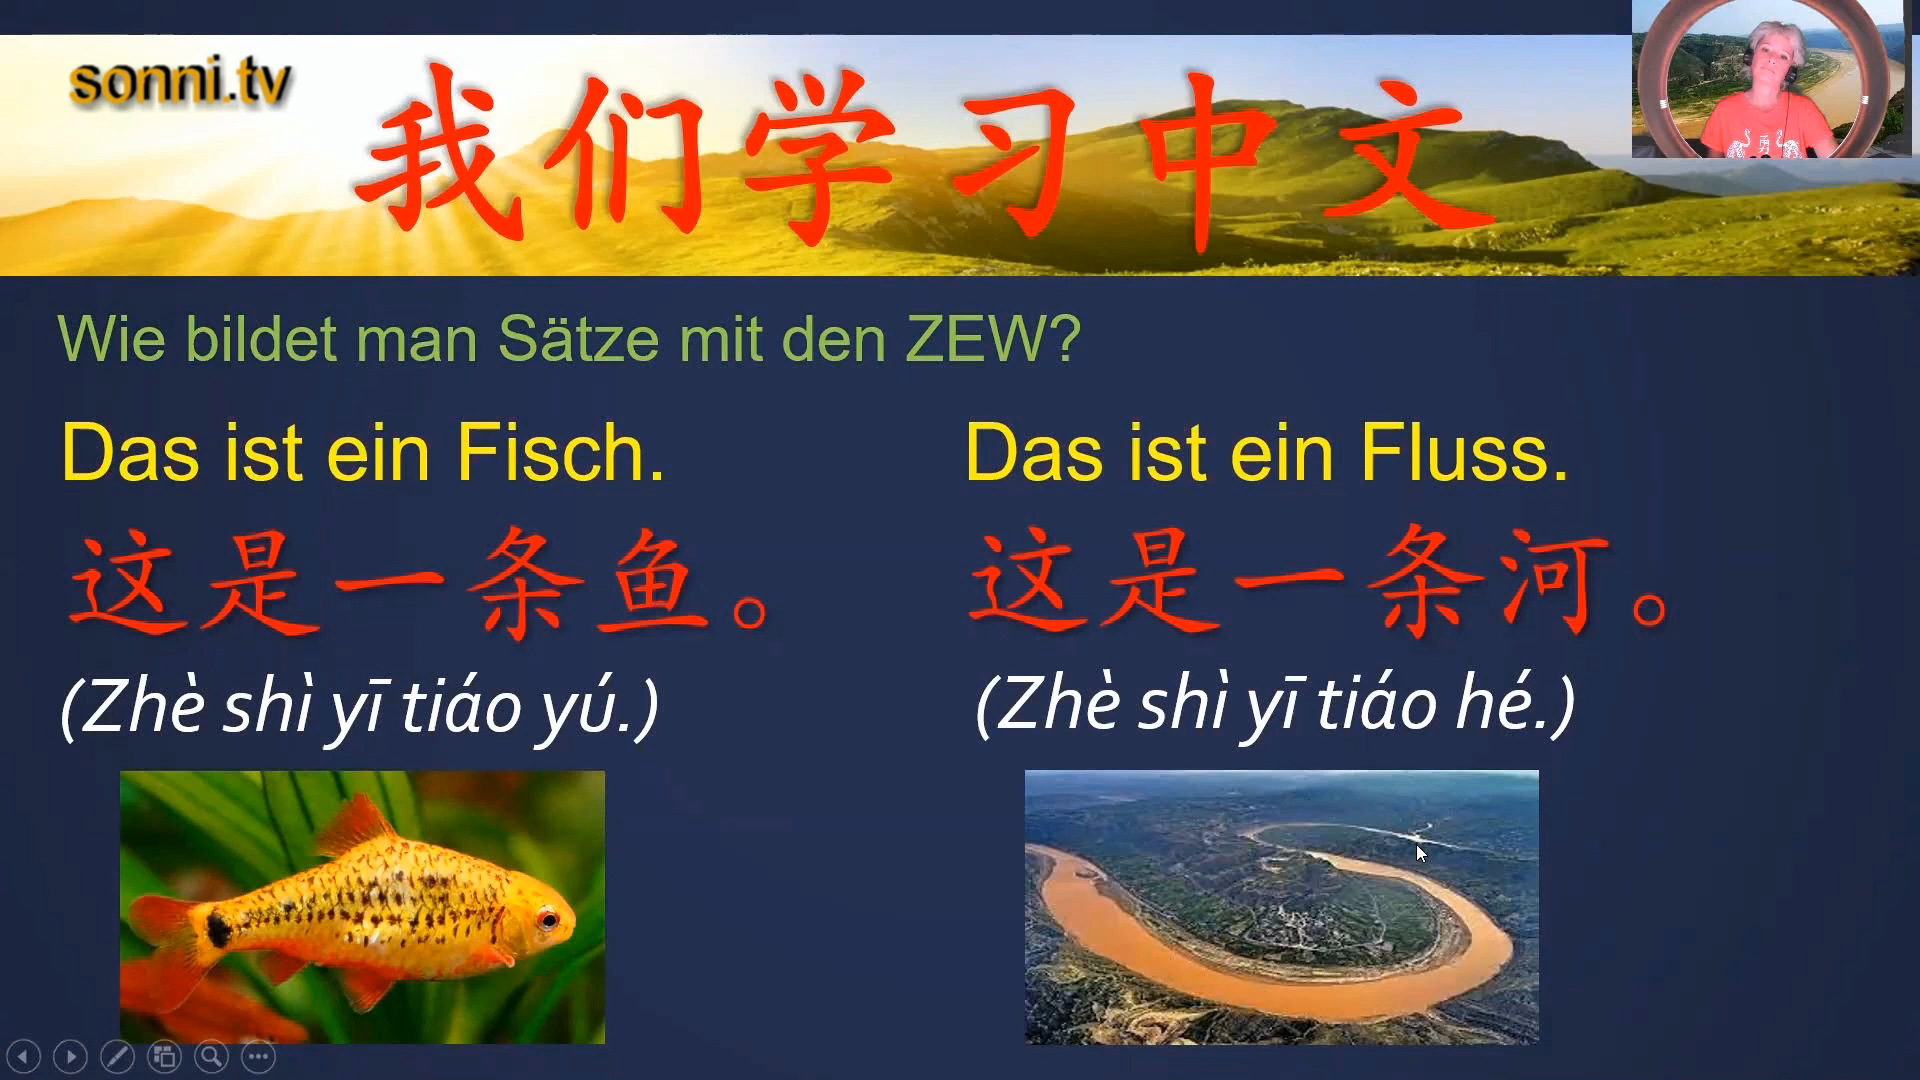 sonni.tv
我们学习中文
Wie bildet man Sätze mit den ZEW?
Das ist ein Fisch.
这是一条鱼。
(Zhè shì yī tiáo yú.)
Das ist ein Fluss.
这是一条河。
(Zhè shì yī tiáo hé.)